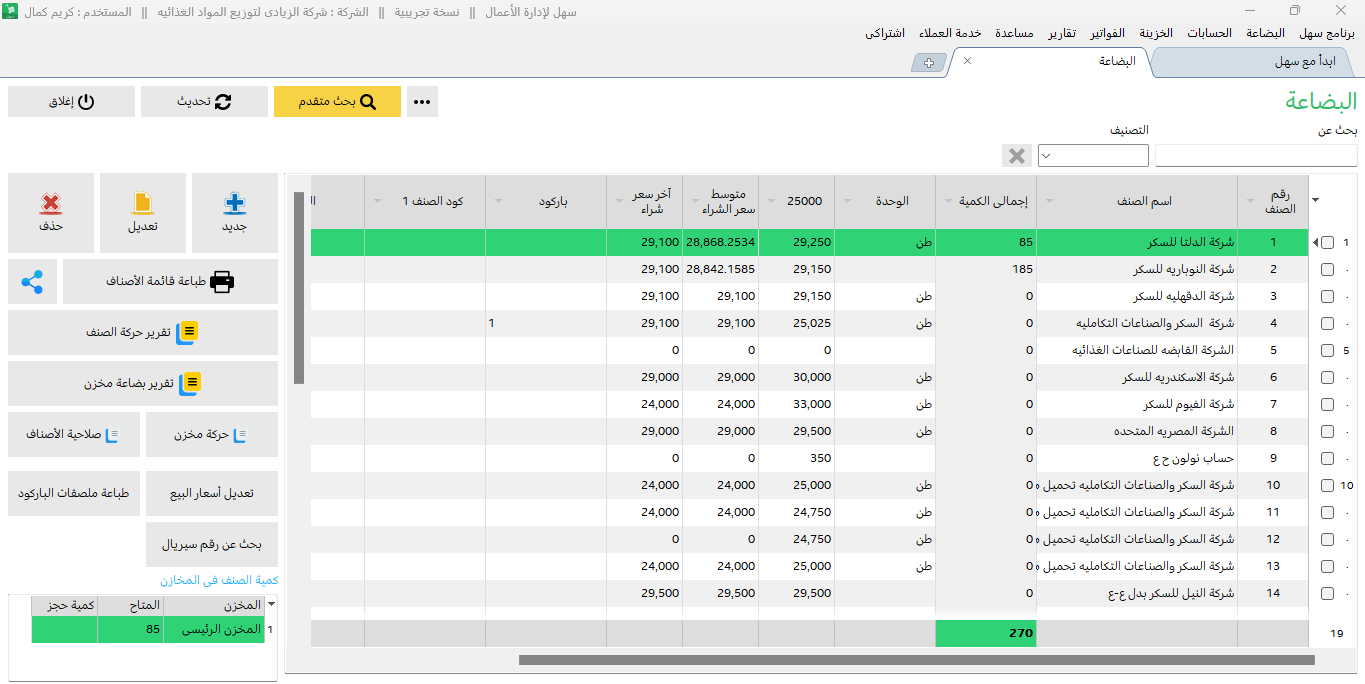 سهل لإدارة الأعمال || نسخة تجريبية || الشركة : شركة الزيادى لتوزيع المواد الغذائيه || المستخدم : كريم كمال
برنامج سهل البضاعة الحسابات الخزينة الفواتير تقارير مساعدة خدمة العملاء اشتراكى
ابدأ مع سهل البضاعة
البضاعة
بحث متقدم تحديث إغلاق
بحث عن التصنيف
رقم الصنف اسم الصنف إجمالى الكمية الوحدة 25000 متوسط سعر الشراء آخر سعر شراء باركود كود الصنف 1
1 1 شركة الدلتا للسكر 85 طن 29,250 28,868.2534 29,100
2 شركة النوباريه للسكر 185 29,150 28,842.1585 29,100
3 شركة الدقهليه للسكر 0 طن 29,150 29,100 29,100
4 شركة السكر والصناعات التكامليه 0 طن 25,025 29,100 29,100 1
5 5 الشركة القابضه للصناعات الغذائيه 0 0 0 0
6 شركة الاسكندريه للسكر 0 طن 30,000 29,000 29,000
7 شركة الفيوم للسكر 0 طن 33,000 24,000 24,000
8 الشركة المصريه المتحده 0 طن 29,500 29,000 29,000
9 حساب نولون ح ع 0 350 0 0
10 10 شركة السكر والصناعات التكامليه تحميل 0 طن 25,000 24,000 24,000
11 شركة السكر والصناعات التكامليه تحميل 0 طن 24,750 24,000 24,000
12 شركة السكر والصناعات التكامليه تحميل 0 طن 24,750 0 0
13 شركة السكر والصناعات التكامليه تحميل 0 طن 25,000 24,000 24,000
14 شركة النيل للسكر بدل ع-ع 0 29,500 29,500 29,500
19 270
جديد تعديل حذف
طباعة قائمة الأصناف
تقرير حركة الصنف
تقرير بضاعة مخزن
حركة مخزن صلاحية الأصناف
تعديل أسعار البيع طباعة ملصقات الباركود
بحث عن رقم سيريال
كمية الصنف فى المخازن
المخزن المتاح كمية حجز
1 المخزن الرئيسي 85